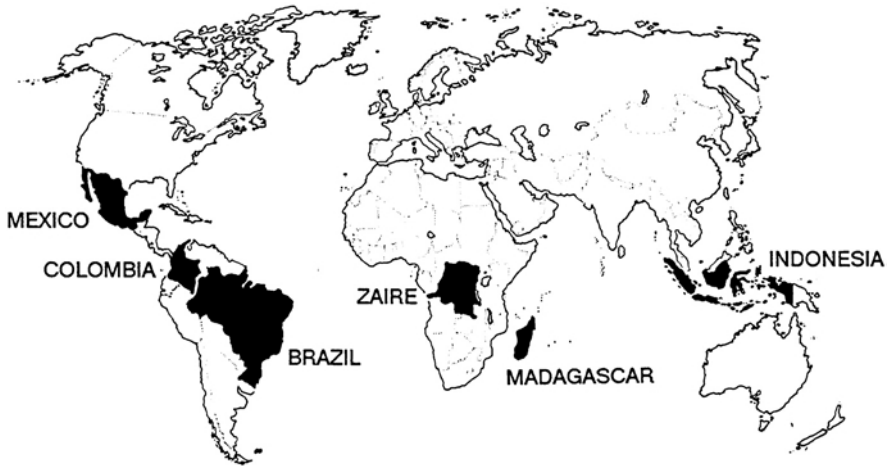 MEXICO
COLOMBIA
BRAZIL
ZAIRE
MADAGASCAR
INDONESIA